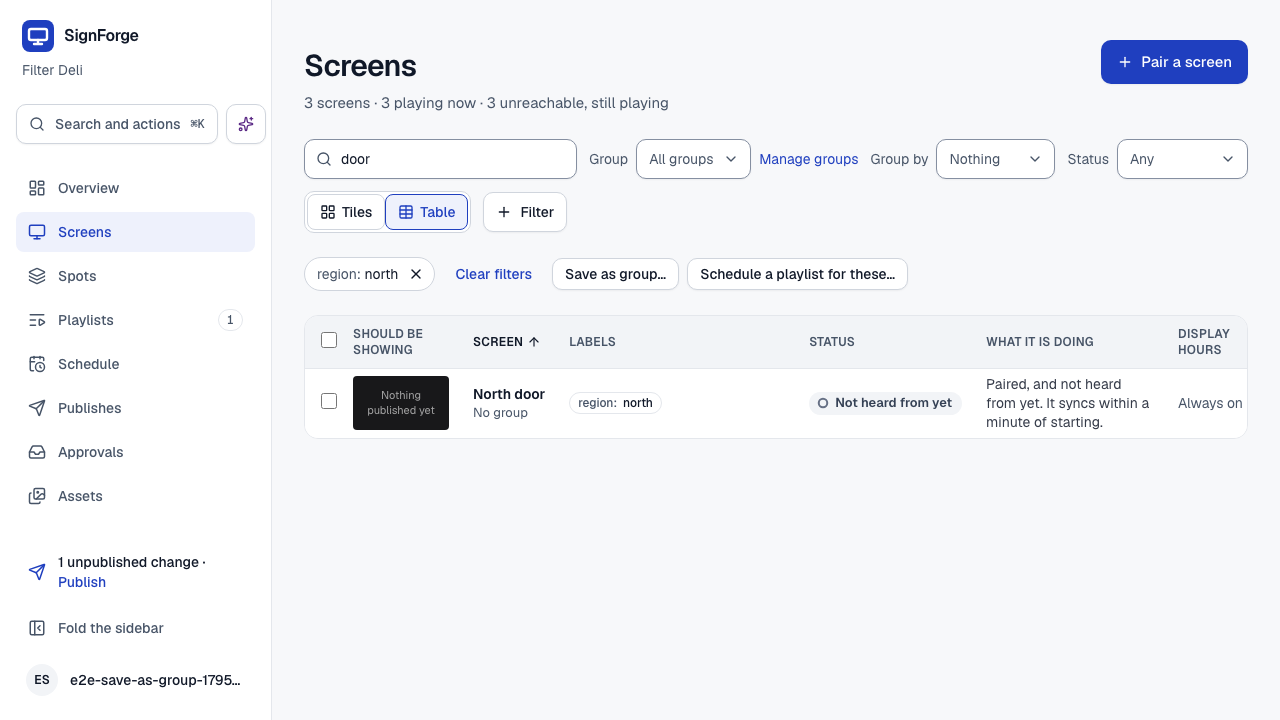 SignForge
Filter Deli
Search and actions ⌘K
Overview
Screens
Spots
Playlists 1
Schedule
Publishes
Approvals
Assets
1 unpublished change ·
Publish
Fold the sidebar
ES e2e-save-as-group-1795…
Screens
Pair a screen
3 screens · 3 playing now · 3 unreachable, still playing
door Group All groups Manage groups Group by Nothing Status Any
Tiles Table Filter
region: north Clear filters Save as group… Schedule a playlist for these…
SHOULD BE SHOWING SCREEN LABELS STATUS WHAT IT IS DOING DISPLAY HOURS
Nothing published yet
North door
No group
region: north
Not heard from yet
Paired, and not heard
from yet. It syncs within a
minute of starting.
Always on